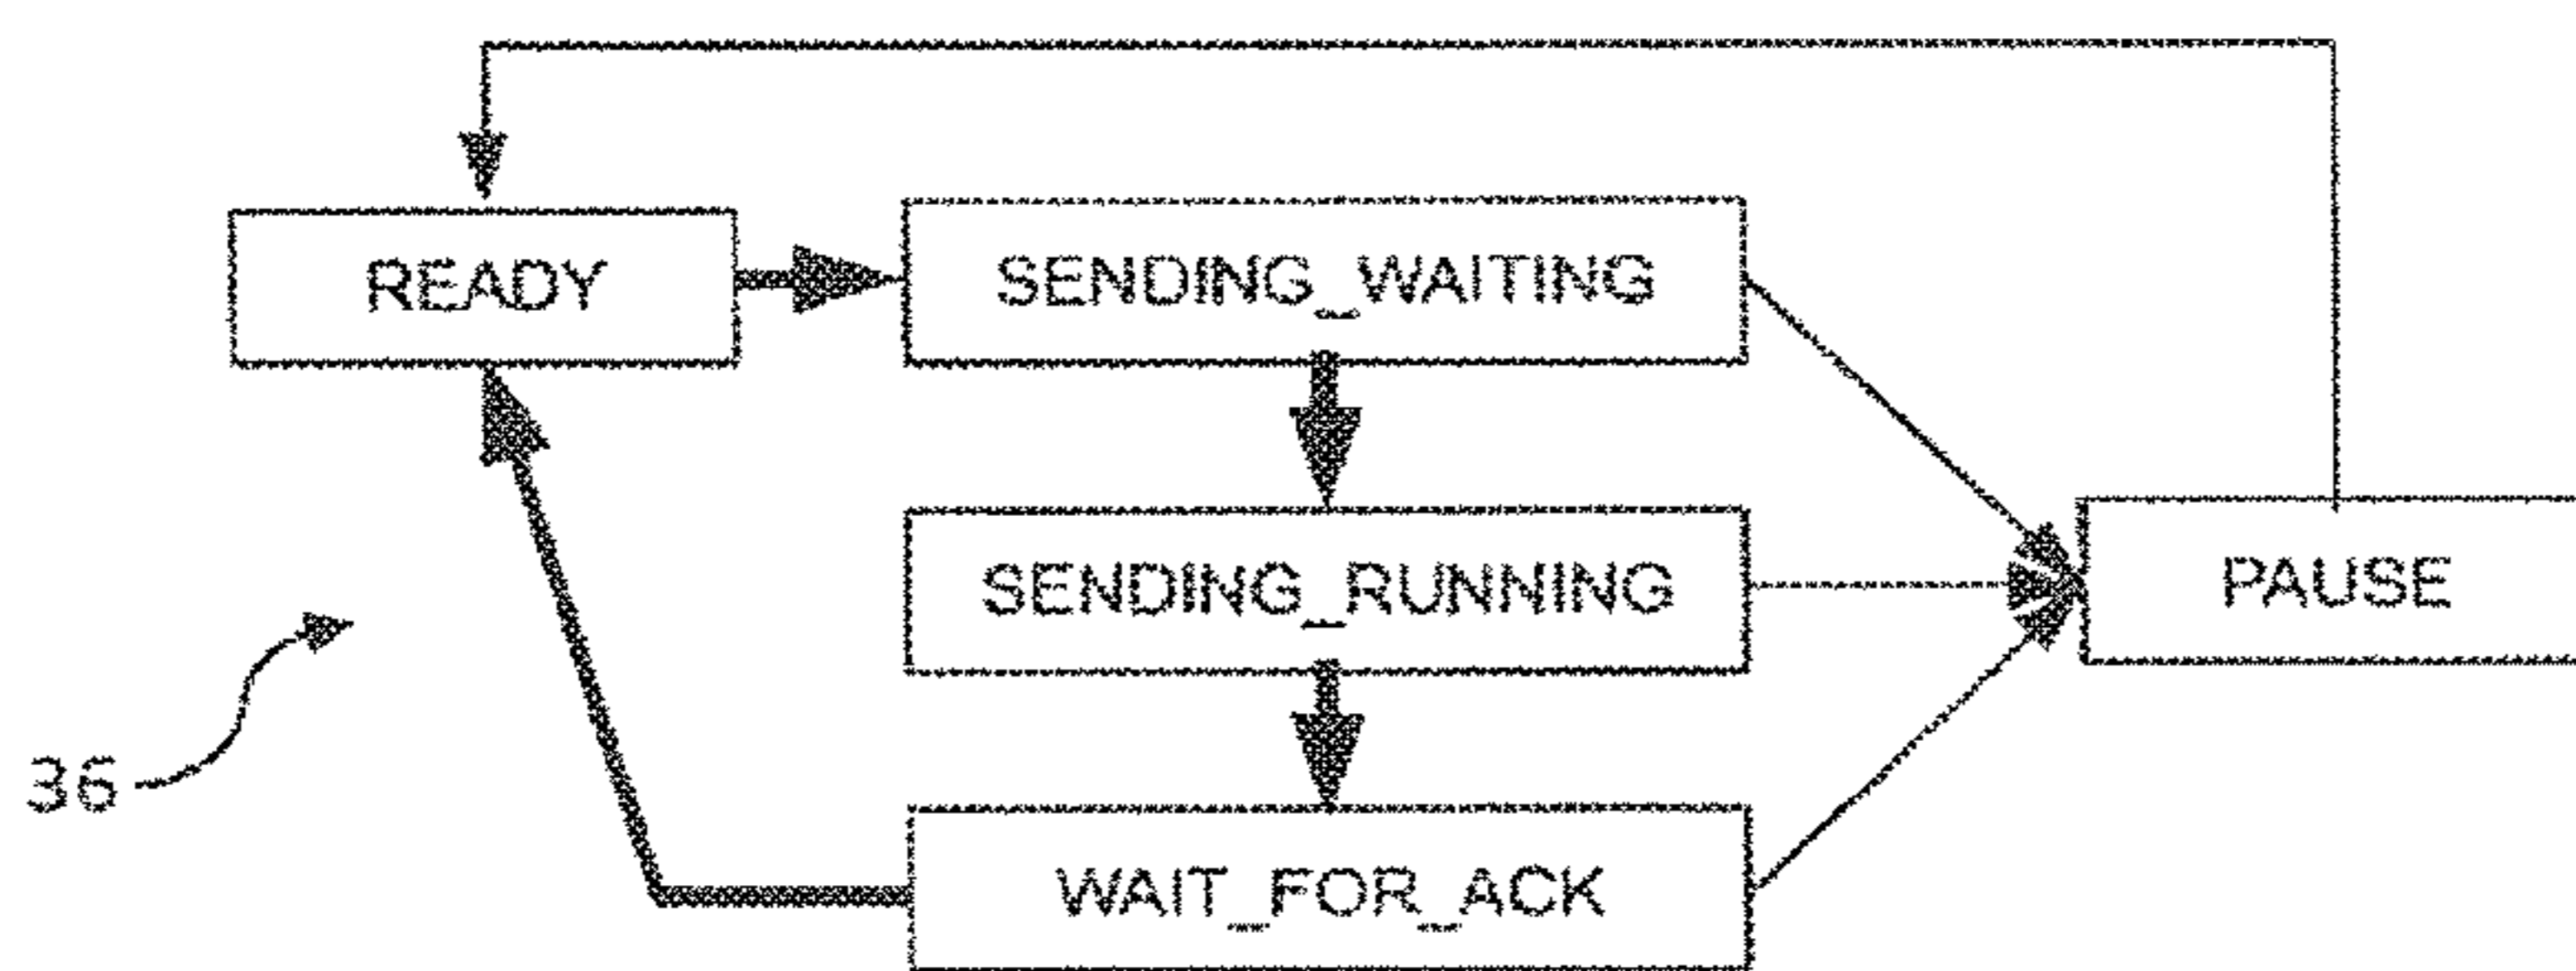 READY
SENDING_WAITING
SENDING_RUNNING
PAUSE
36
WAIT_FOR_ACK